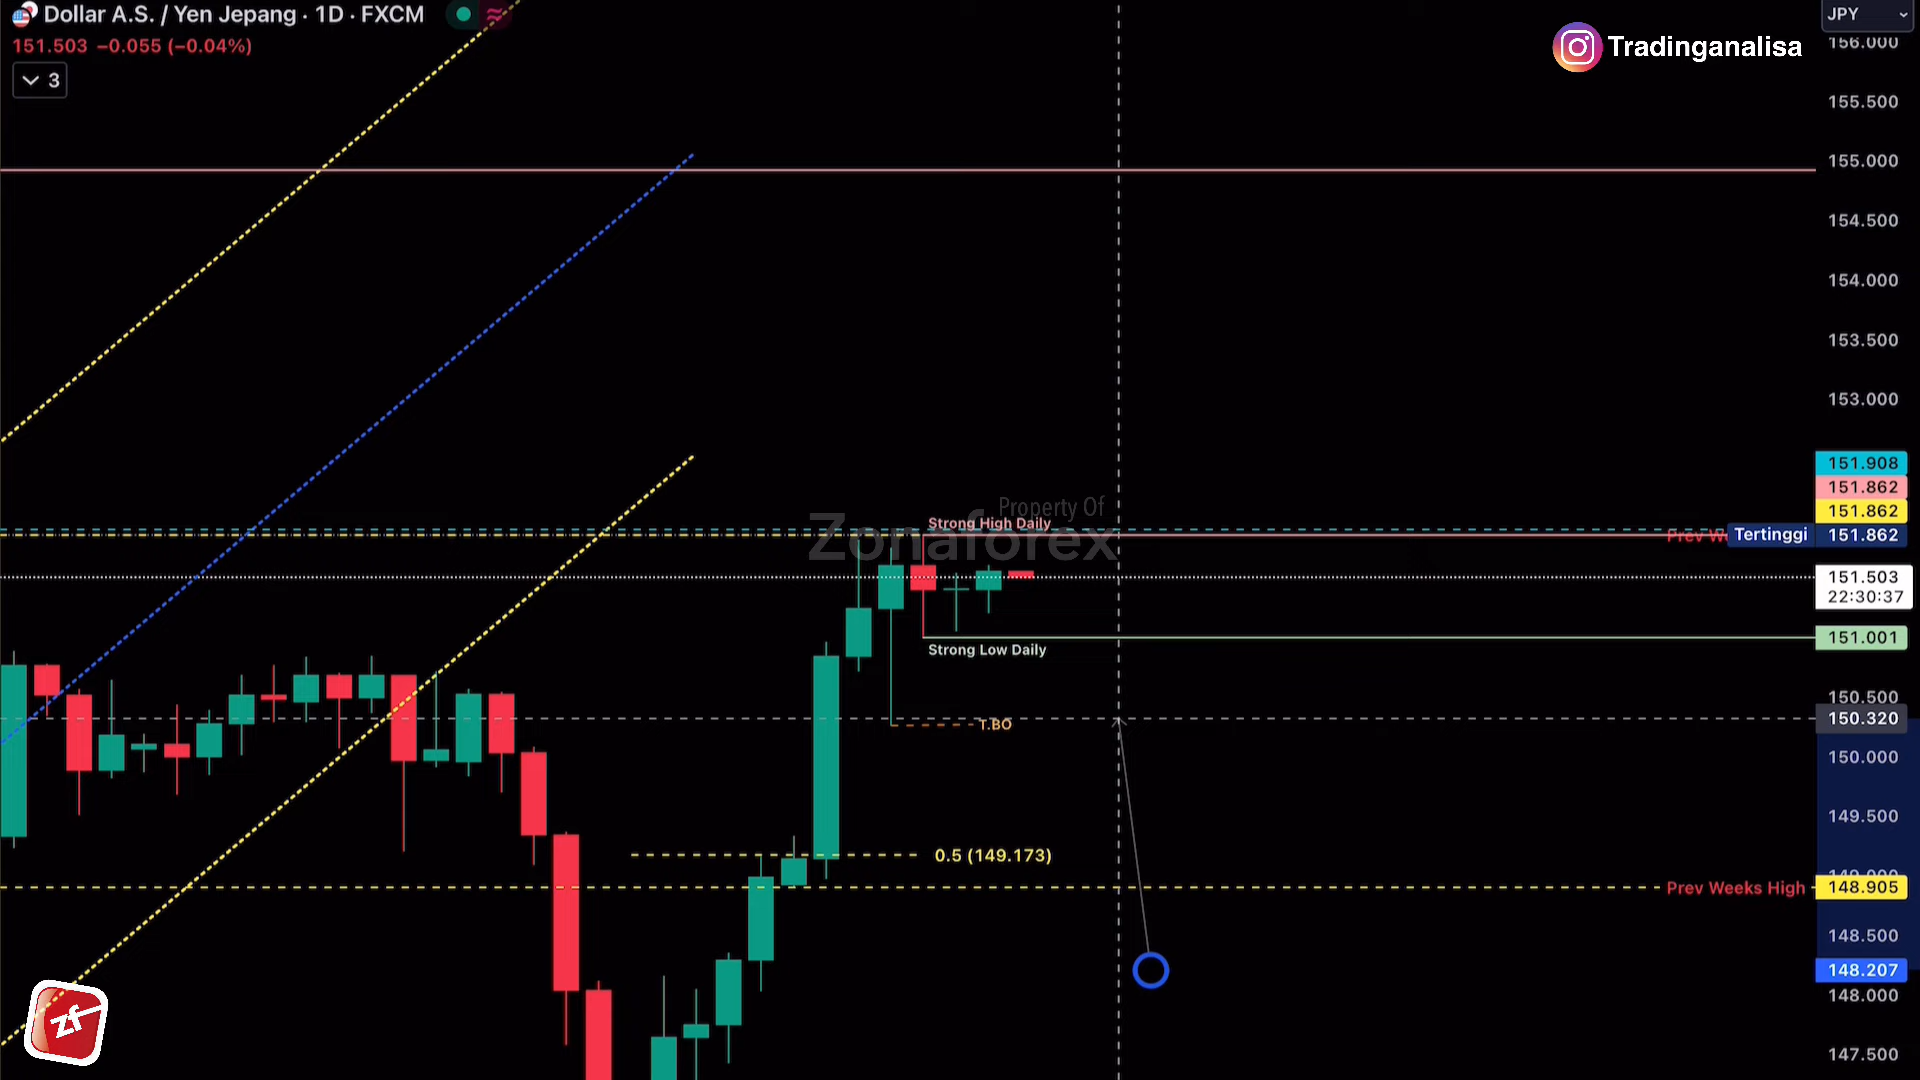 Dollar A.S. / Yen Jepang · 1D · FXCM
151.503 −0.055 (−0.04%)
3
JPY
Tradinganalisa
156.000
155.500
155.000
154.500
154.000
153.500
153.000
151.908
151.862
151.862
Tertinggi 151.862
Property Of
Zonaforex
Strong High Daily
151.503
22:30:37
151.001
Strong Low Daily
150.500
150.320
T.BO
150.000
149.500
0.5 (149.173)
Prev Weeks High 148.905
148.500
148.207
148.000
147.500
zf